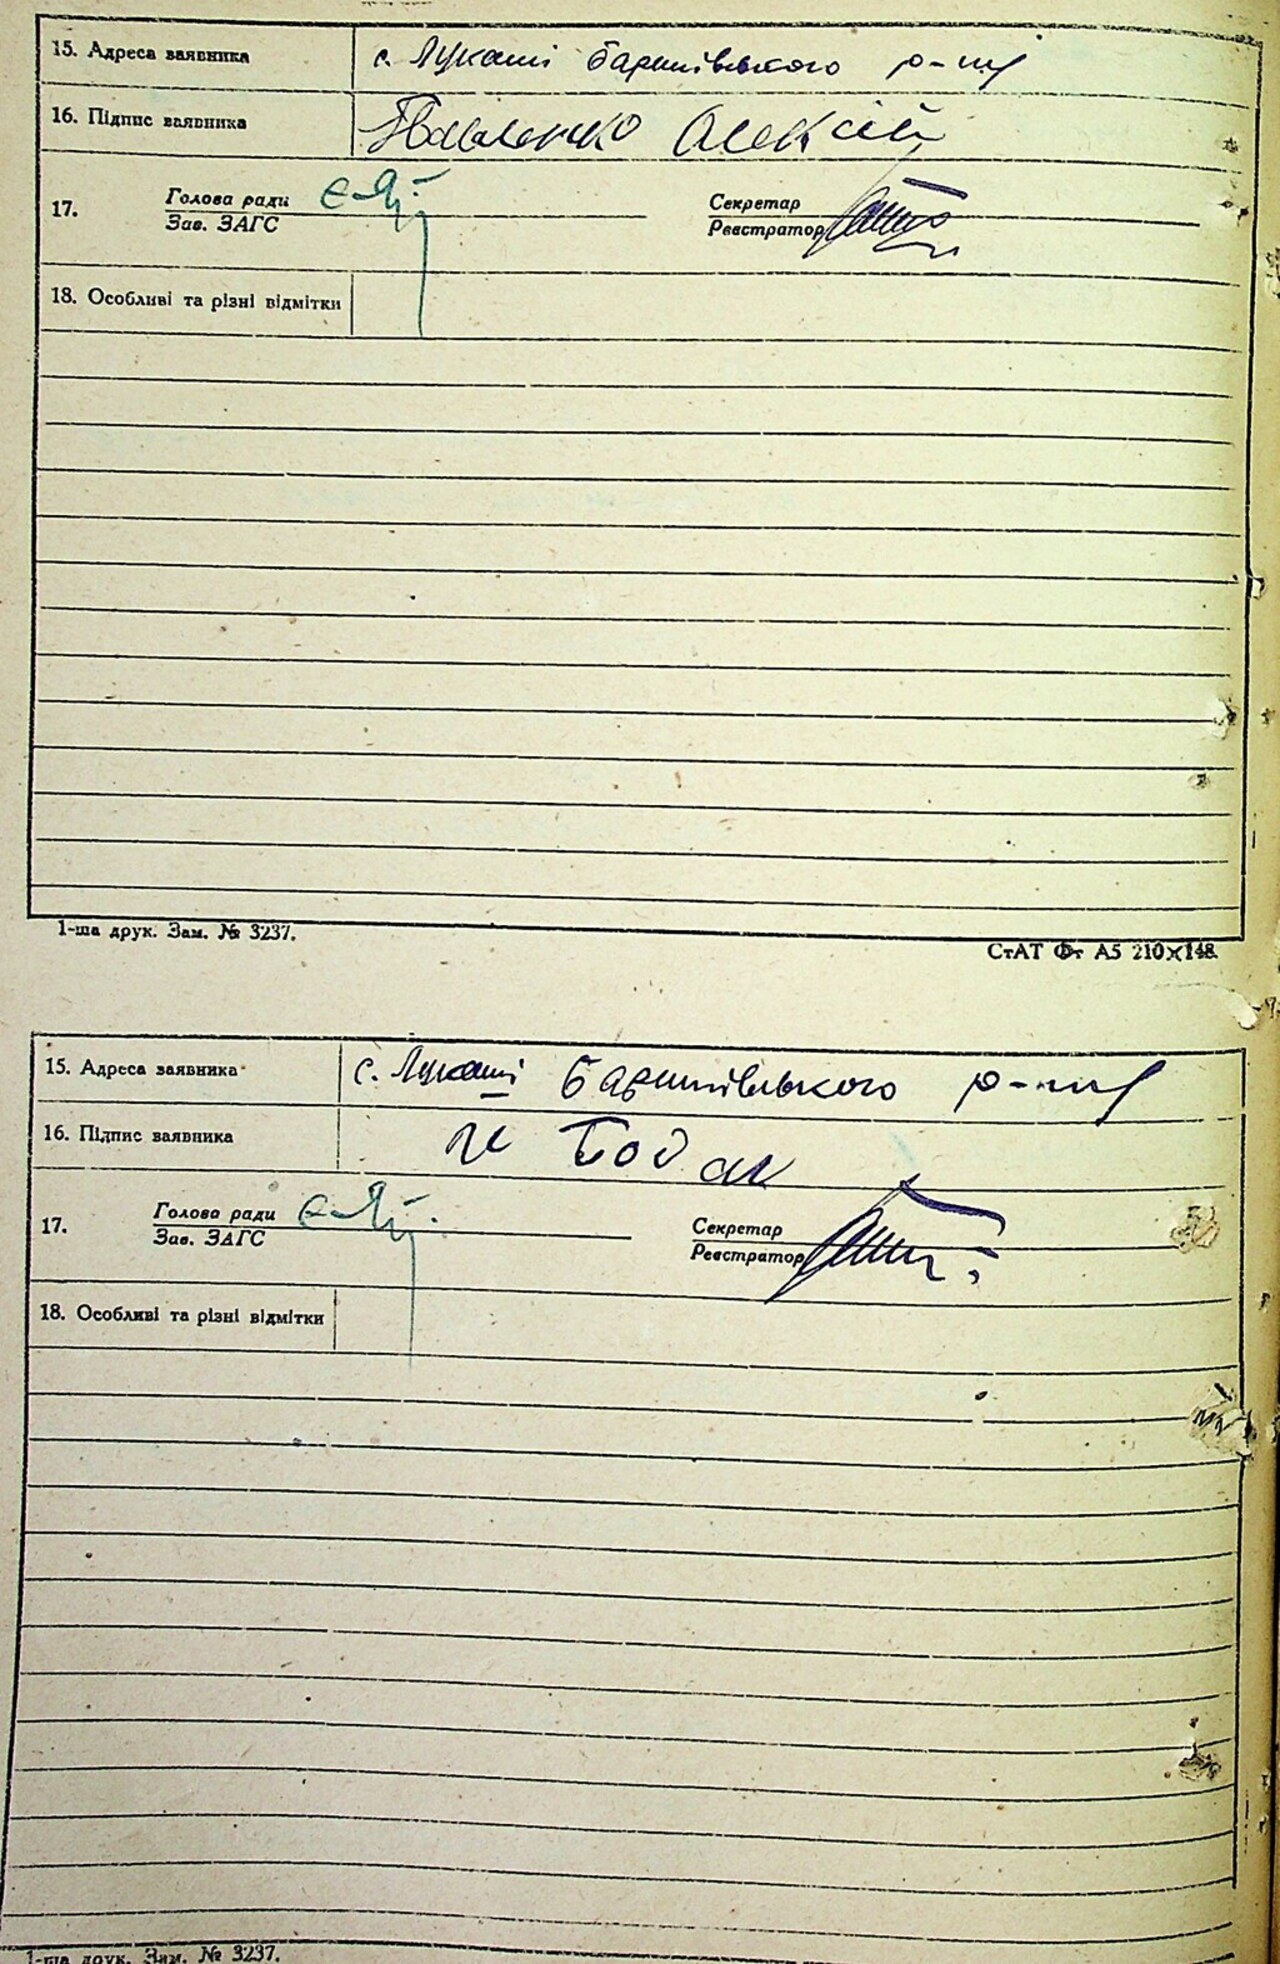 15. Адреса заявника с. Лукаші Баришівського р-ну
16. Підпис заявника Павленко Олексій
17. Голова ради Секретар
Зав. ЗАГС Реєстратор
18. Особливі та різні відмітки
1-ша друк. Зам. № 3237.
СтАТ Фт А5 210×148
15. Адреса заявника с. Лукаші Баришівського р-ну
16. Підпис заявника
17. Голова ради Секретар
Зав. ЗАГС Реєстратор
18. Особливі та різні відмітки
1-ша друк. Зам. № 3237.